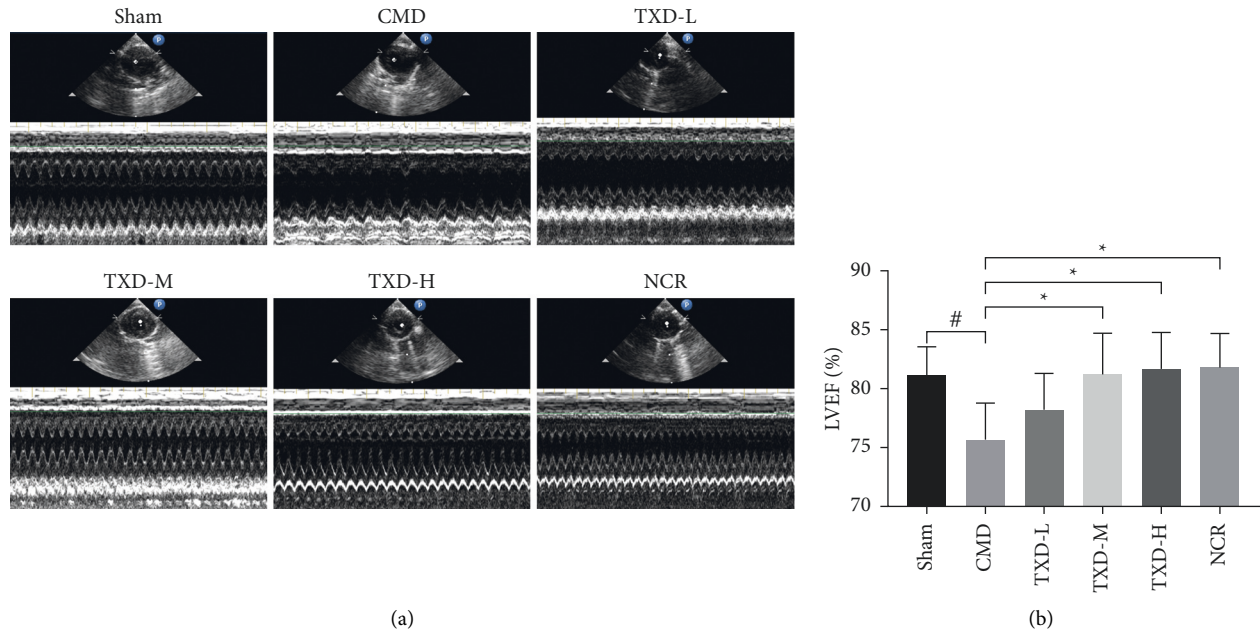 Sham CMD TXD-L
P P P
TXD-M TXD-H NCR
P P P
(a)
LVEF (%)
90
85
80
75
70
#
*
*
*
Sham
CMD
TXD-L
TXD-M
TXD-H
NCR
(b)